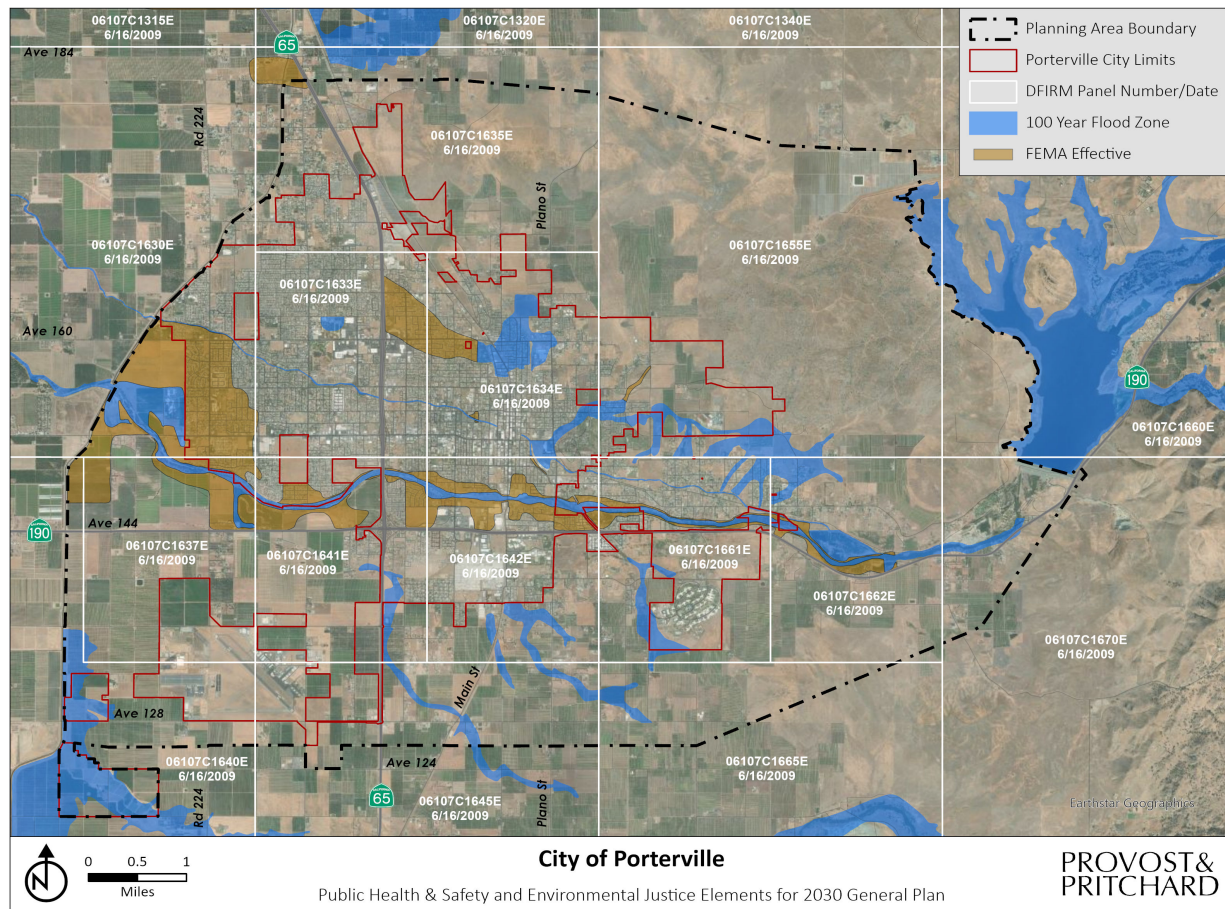 06107C1315E
6/16/2009
06107C1320E
6/16/2009
06107C1340E
6/16/2009
Planning Area Boundary
Porterville City Limits
DFIRM Panel Number/Date
100 Year Flood Zone
FEMA Effective
Ave 184
CALIFORNIA
65
Rd 224
06107C1635E
6/16/2009
Plano St
06107C1630E
6/16/2009
06107C1655E
6/16/2009
06107C1633E
6/16/2009
Ave 160
06107C1634E
6/16/2009
CALIFORNIA
190
06107C1660E
6/16/2009
CALIFORNIA
190
Ave 144
06107C1637E
6/16/2009
06107C1641E
6/16/2009
06107C1642E
6/16/2009
06107C1661E
6/16/2009
06107C1662E
6/16/2009
06107C1670E
6/16/2009
Main St
Ave 128
06107C1640E
6/16/2009
Ave 124
06107C1665E
6/16/2009
Rd 224
CALIFORNIA
65
06107C1645E
6/16/2009
Plano St
Earthstar Geographics
N
0 0.5 1
Miles
City of Porterville
Public Health & Safety and Environmental Justice Elements for 2030 General Plan
PROVOST&
PRITCHARD